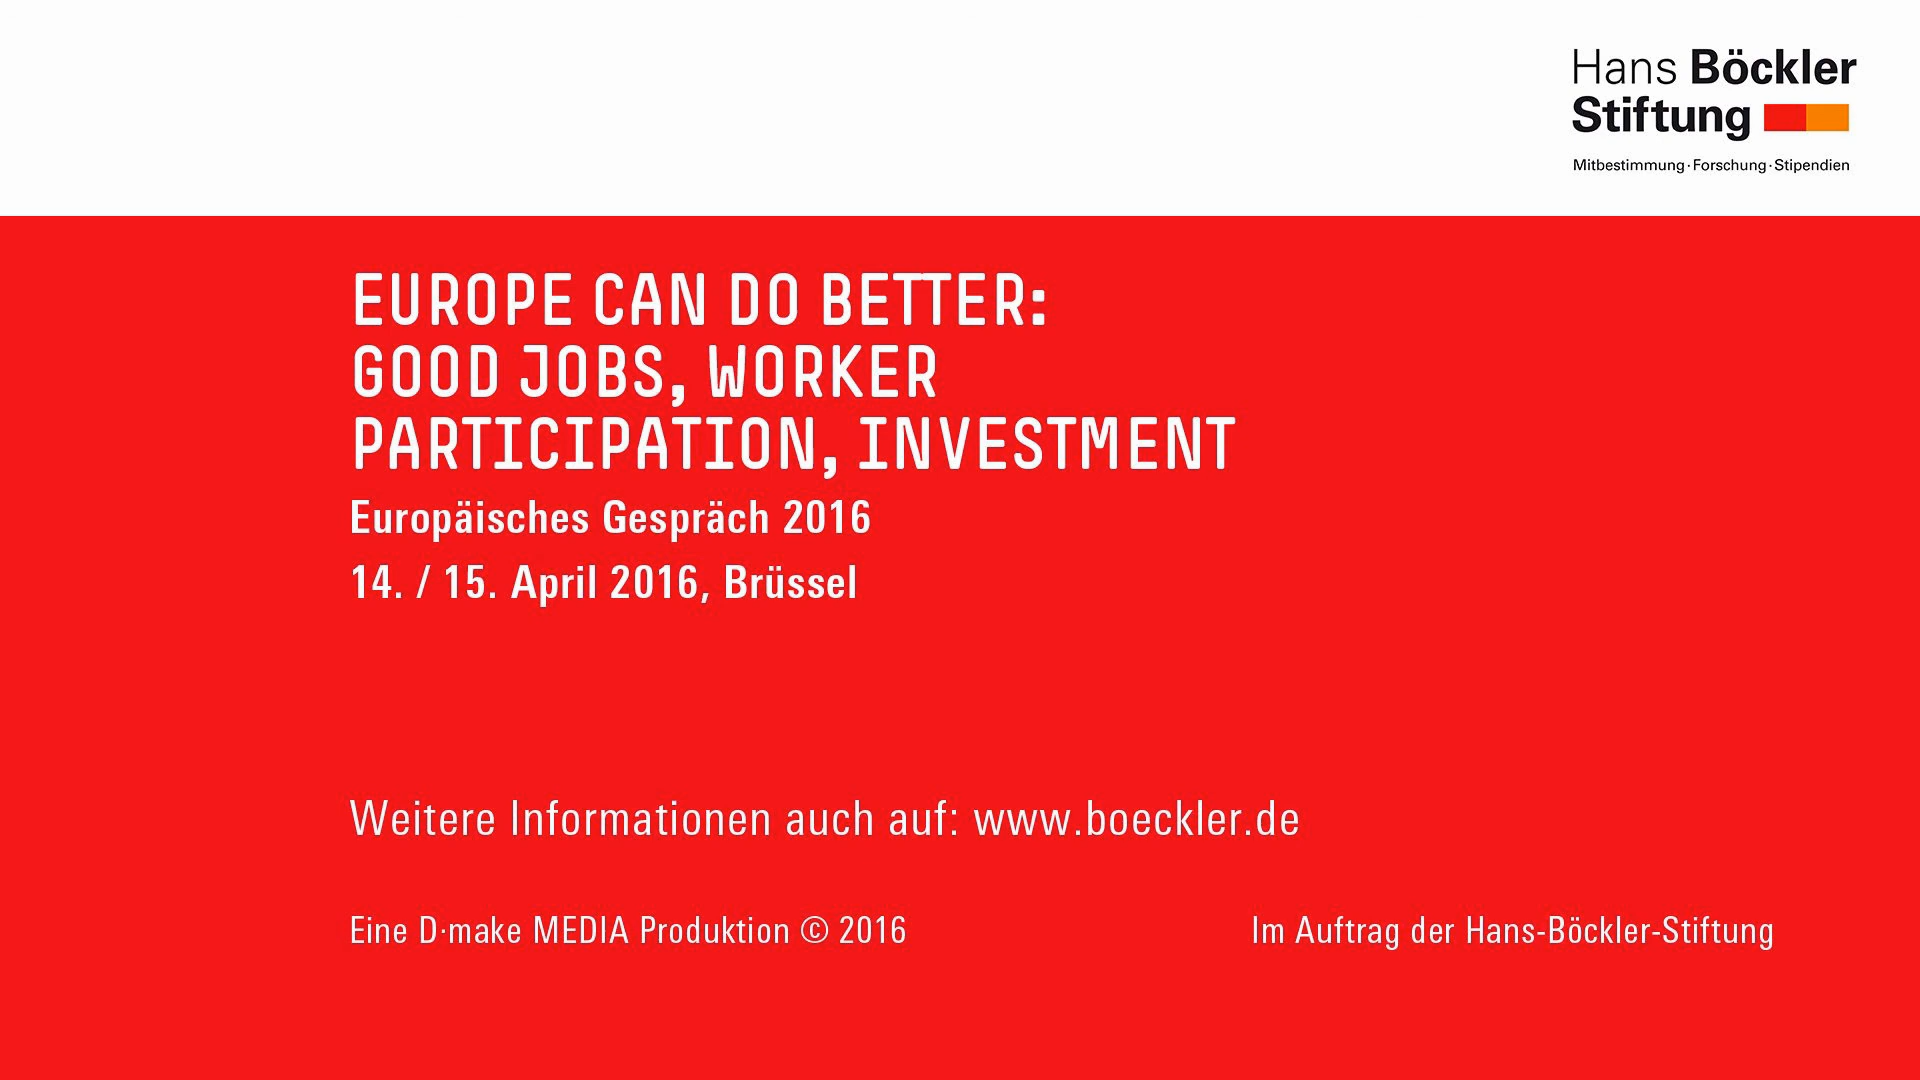 Hans Böckler
Stiftung
Mitbestimmung·Forschung·Stipendien
EUROPE CAN DO BETTER:
GOOD JOBS, WORKER
PARTICIPATION, INVESTMENT
Europäisches Gespräch 2016
14. / 15. April 2016, Brüssel
Weitere Informationen auch auf: www.boeckler.de
Eine D·make MEDIA Produktion © 2016
Im Auftrag der Hans-Böckler-Stiftung